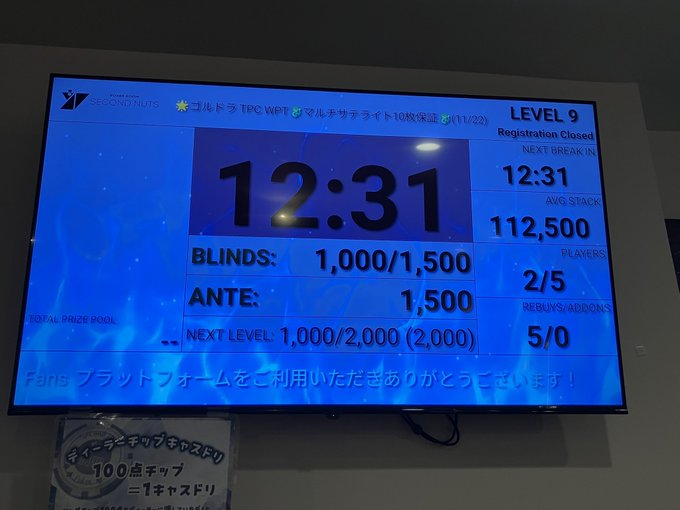 POKER ROOM
SECOND NUTS
🌟ゴルドラ TPC WPT マルチサテライト10枚保証 (11/22)
LEVEL 9
Registration Closed
12:31
NEXT BREAK IN
12:31
AVG STACK
112,500
PLAYERS
2/5
REBUYS/ADDONS
5/0
BLINDS: 1,000/1,500
ANTE: 1,500
NEXT LEVEL: 1,000/2,000 (2,000)
TOTAL PRIZE POOL
--
Fans プラットフォームをご利用いただきありがとうございます!
ディーラーチップキャスドリ
100点チップ
=1キャスドリ